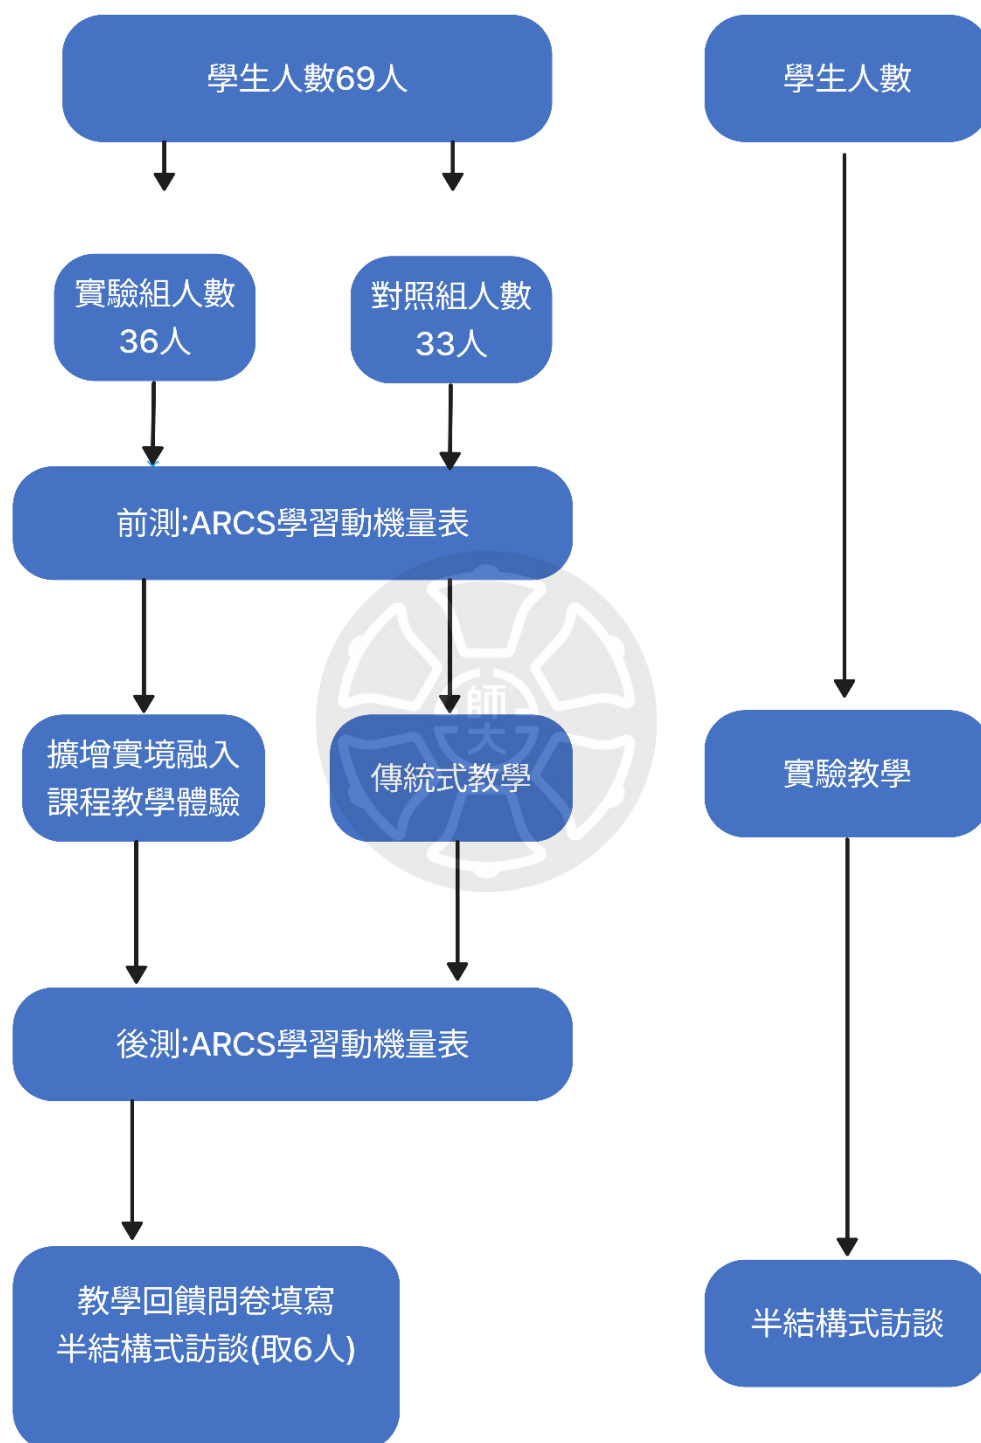 學生人數69人
學生人數
實驗組人數
36人
對照組人數
33人
前測:ARCS學習動機量表
師
大
擴增實境融入
課程教學體驗
傳統式教學
實驗教學
後測:ARCS學習動機量表
教學回饋問卷填寫
半結構式訪談(取6人)
半結構式訪談